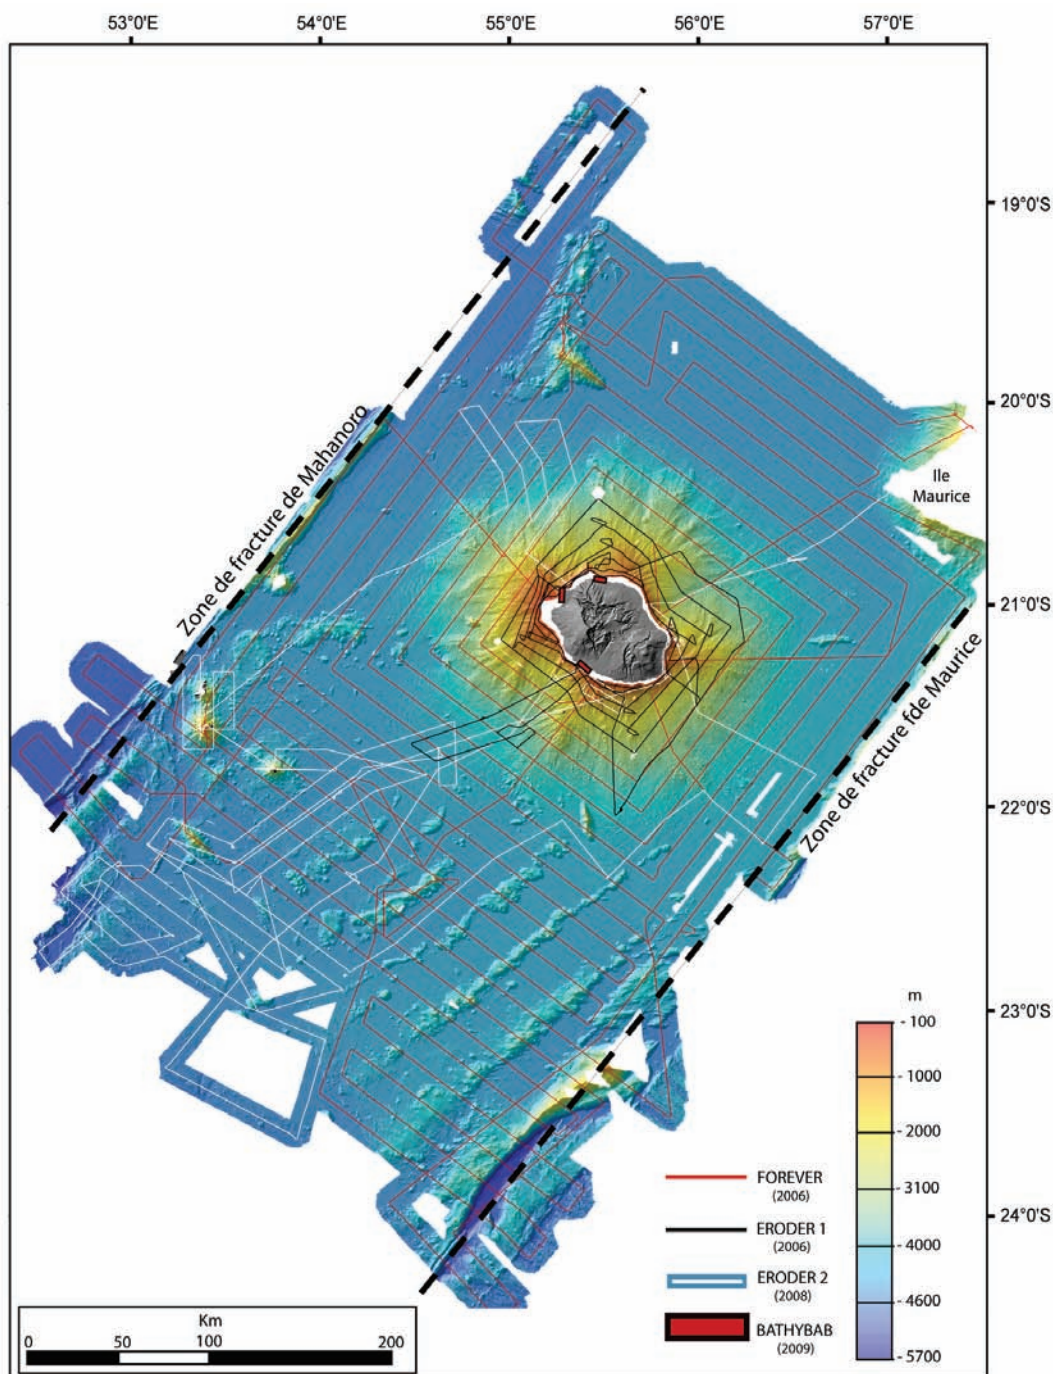 53°0'E 54°0'E 55°0'E 56°0'E 57°0'E
19°0'S
20°0'S
Zone de fracture de Mahanoro
Ile
Maurice
21°0'S
Zone de fracture fde Maurice
22°0'S
23°0'S
24°0'S
m
- 100
- 1000
- 2000
- 3100
- 4000
- 4600
- 5700
FOREVER
(2006)
ERODER 1
(2006)
ERODER 2
(2008)
BATHYBAB
(2009)
Km
0 50 100 200